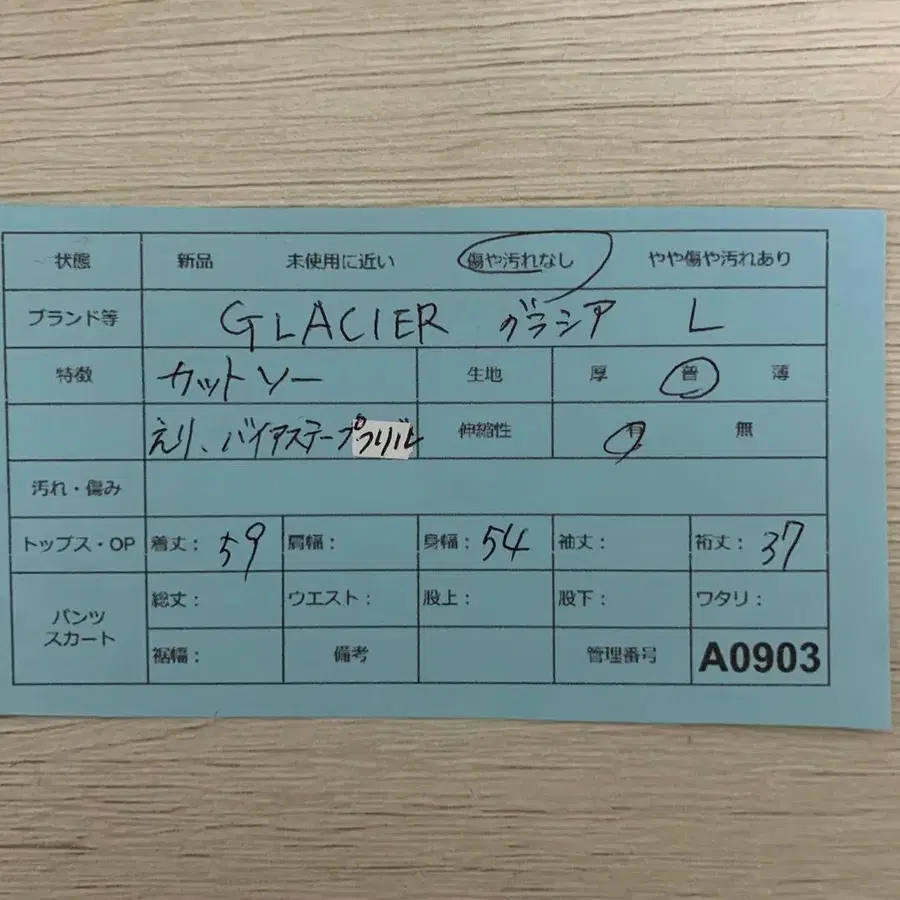 状態 新品 未使用に近い 傷や汚れなし やや傷や汚れあり
ブランド等 GLACIER グラシア L
特徴 カットソー 生地 厚 普 薄
えり、バイアステープフリル 伸縮性 有 無
汚れ・傷み
トップス・OP 着丈: 59 肩幅: 身幅: 54 袖丈: 裄丈: 37
パンツ スカート 総丈: ウエスト: 股上: 股下: ワタリ:
裾幅: 備考 管理番号 A0903